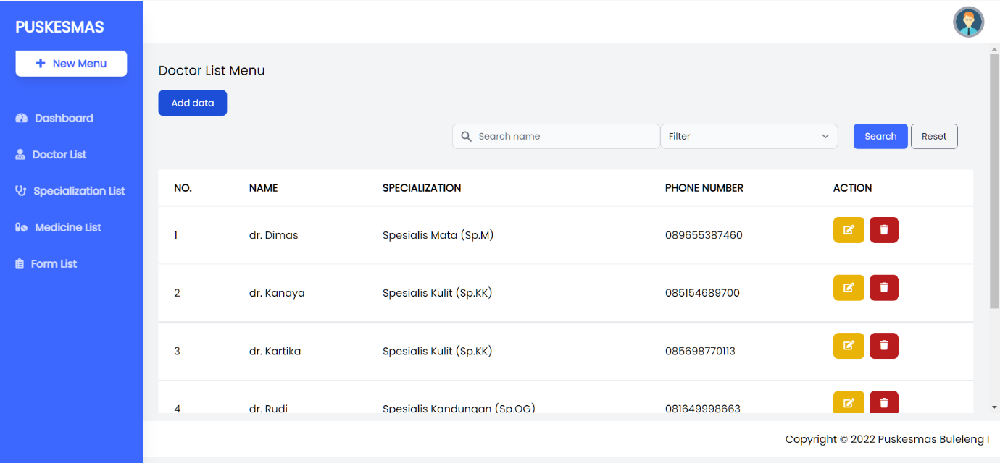 PUSKESMAS
New Menu
Dashboard
Doctor List
Specialization List
Medicine List
Form List
Doctor List Menu
Add data
Search name Filter Search Reset
NO. NAME SPECIALIZATION PHONE NUMBER ACTION
1 dr. Dimas Spesialis Mata (Sp.M) 089655387460
2 dr. Kanaya Spesialis Kulit (Sp.KK) 085154689700
3 dr. Kartika Spesialis Kulit (Sp.KK) 085698770113
4 dr. Rudi Spesialis Kandungan (Sp.OG) 081649998663
Copyright © 2022 Puskesmas Buleleng I